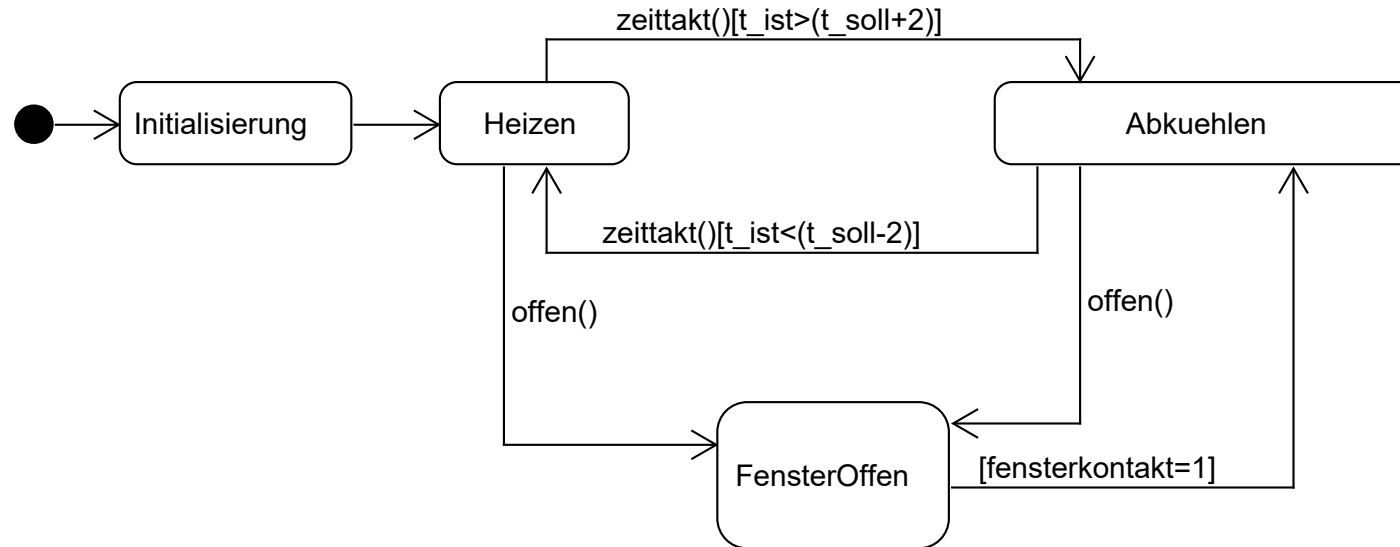 zeittakt()[t_ist>(t_soll+2)]
Initialisierung
Heizen
Abkuehlen
zeittakt()[t_ist<(t_soll-2)]
offen()
offen()
FensterOffen
[fensterkontakt=1]